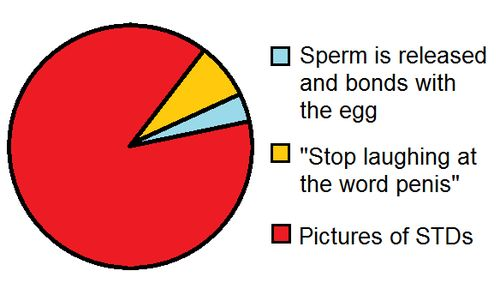 Sperm is released
and bonds with
the egg
"Stop laughing at
the word penis"
Pictures of STDs